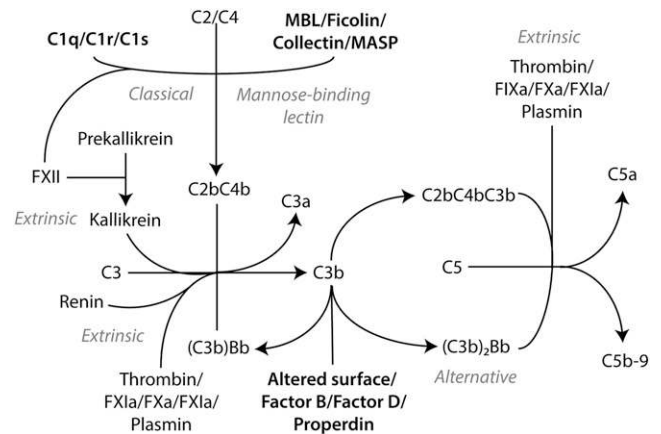 C1q/C1r/C1s
C2/C4
MBL/Ficolin/
Collectin/MASP
Classical
Mannose-binding
lectin
Extrinsic
Thrombin/
FIXa/FXa/FXIa/
Plasmin
Prekallikrein
FXII
Extrinsic
Kallikrein
C2bC4b
C3a
C2bC4bC3b
C5a
C3
C3b
C5
Renin
Extrinsic
(C3b)Bb
(C3b)₂Bb
Alternative
C5b-9
Thrombin/
FXIa/FXa/FXIa/
Plasmin
Altered surface/
Factor B/Factor D/
Properdin